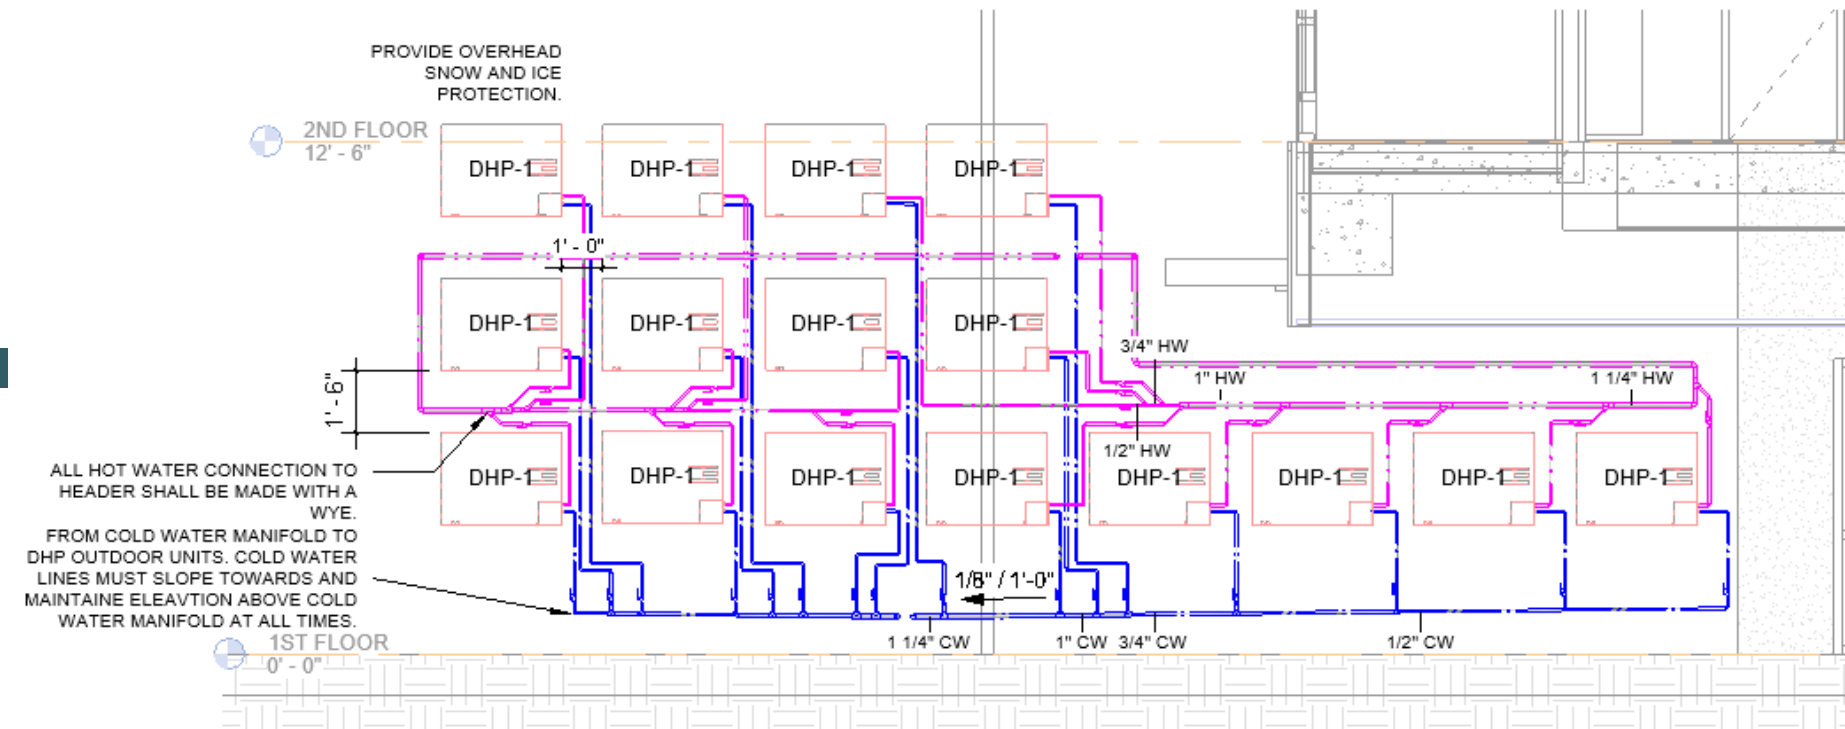 PROVIDE OVERHEAD
SNOW AND ICE
PROTECTION.
2ND FLOOR
12' - 6"
DHP-1
DHP-1
DHP-1
DHP-1
1' - 0"
DHP-1
DHP-1
DHP-1
DHP-1
3/4" HW
1" HW
1 1/4" HW
1' - 6"
1/2" HW
DHP-1
DHP-1
DHP-1
DHP-1
DHP-1
DHP-1
DHP-1
DHP-1
ALL HOT WATER CONNECTION TO
HEADER SHALL BE MADE WITH A
WYE.
FROM COLD WATER MANIFOLD TO
DHP OUTDOOR UNITS. COLD WATER
LINES MUST SLOPE TOWARDS AND
MAINTAINE ELEAVTION ABOVE COLD
WATER MANIFOLD AT ALL TIMES.
1/8" / 1'-0"
1 1/4" CW
1" CW
3/4" CW
1/2" CW
1ST FLOOR
0' - 0"